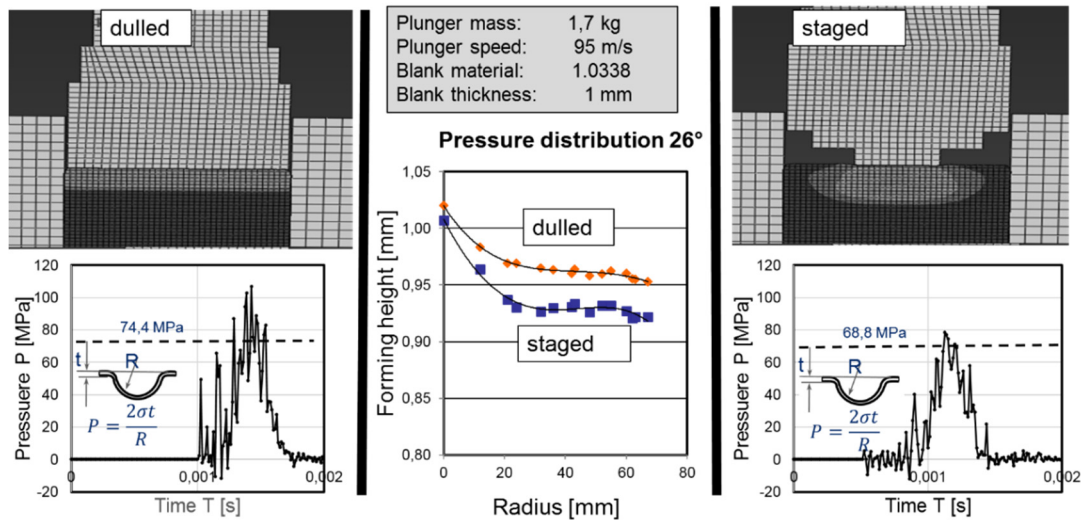 dulled
120
100
80
60
40
20
0
-20
Pressuere P [MPa]
74,4 MPa
t
R
P = 2σt/R
0
0,001
0,002
Time T [s]
Plunger mass: 1,7 kg
Plunger speed: 95 m/s
Blank material: 1.0338
Blank thickness: 1 mm
Pressure distribution 26°
1,05
1,00
0,95
0,90
0,85
0,80
Forming height [mm]
dulled
staged
0 20 40 60 80
Radius [mm]
staged
120
100
80
60
40
20
0
-20
Pressuere P [MPa]
68,8 MPa
t
R
P = 2σt/R
0
0,001
0,002
Time T [s]